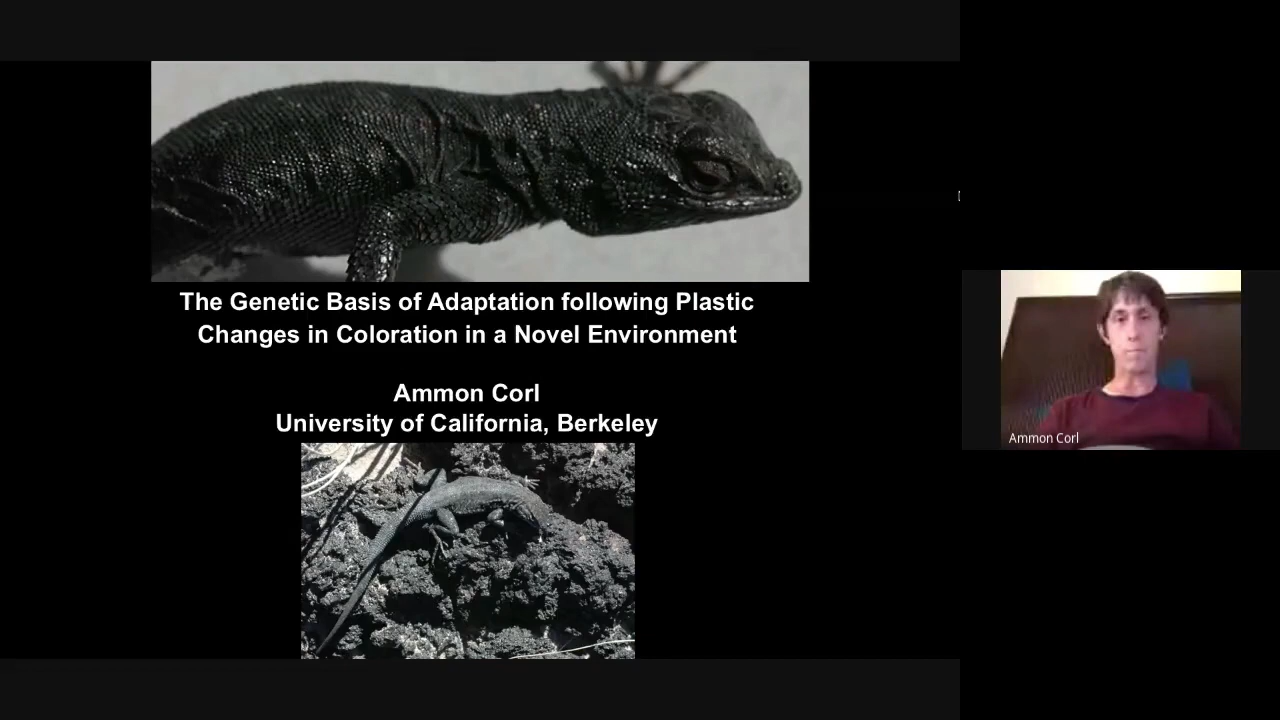 The Genetic Basis of Adaptation following Plastic
Changes in Coloration in a Novel Environment
Ammon Corl
University of California, Berkeley
Ammon Corl